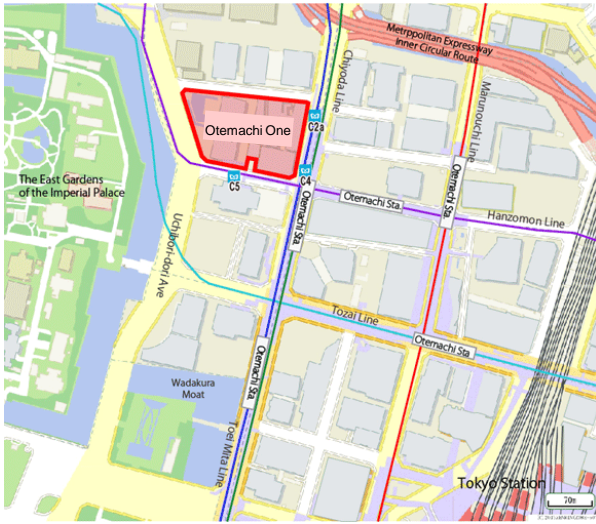 Metrppolitan Expressway
Inner Circular Route
Chiyoda Line
Marunouchi Line
Otemachi One
C2a
C4
C5
The East Gardens
of the Imperial Palace
Otemachi Sta.
Otemachi Sta.
Otemachi Sta.
Hanzomon Line
Uchibori-dori Ave
Tozai Line
Otemachi Sta.
Otemachi Sta.
Wadakura
Moat
Toei Mita Line
Tokyo Station
70m